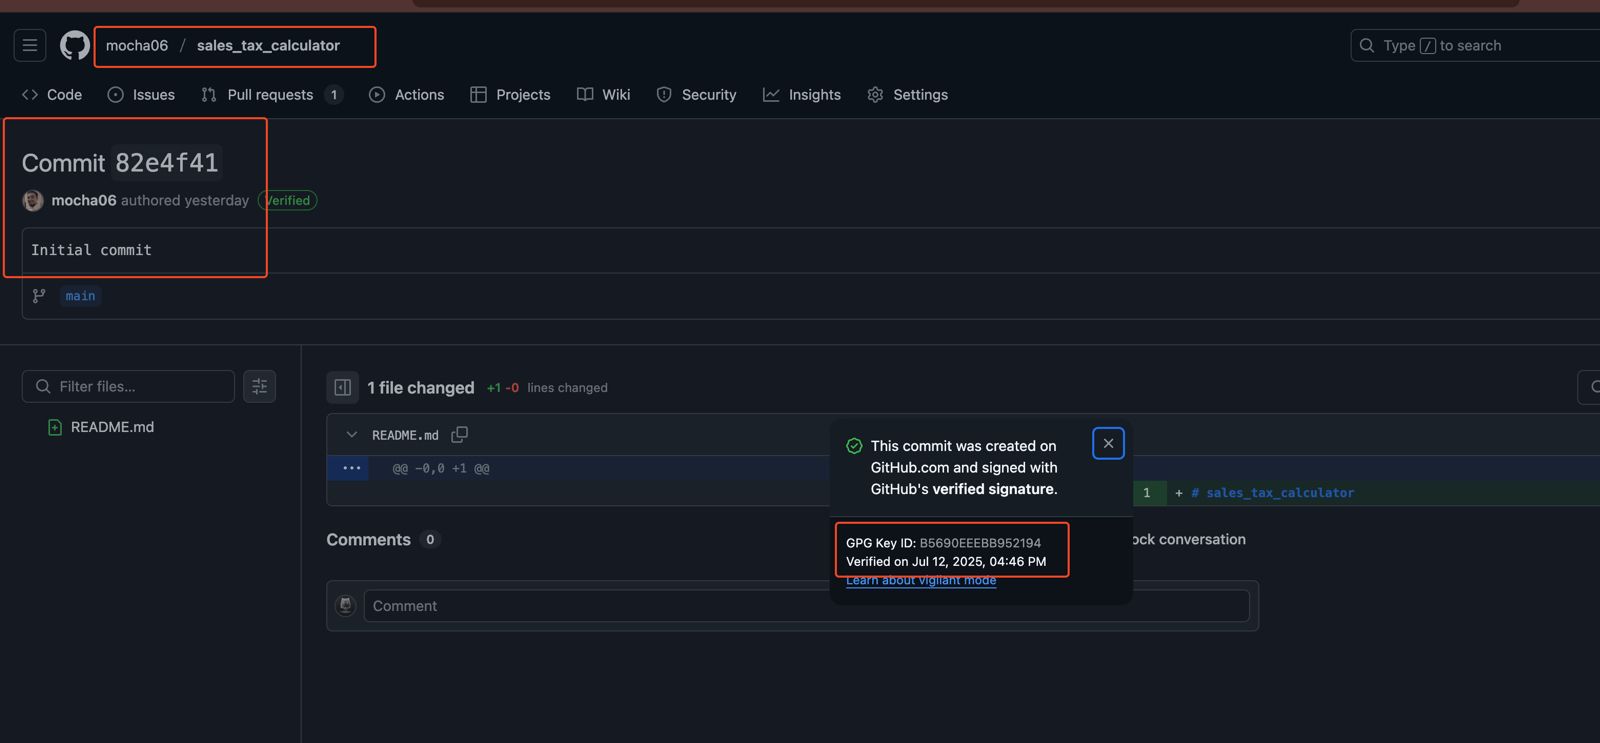 mocha06 / sales_tax_calculator
Type / to search
Code Issues Pull requests 1 Actions Projects Wiki Security Insights Settings
Commit 82e4f41
mocha06 authored yesterday Verified
Initial commit
main
Filter files...
README.md
1 file changed +1 -0 lines changed
README.md
@@ -0,0 +1 @@
1 + # sales_tax_calculator
This commit was created on
GitHub.com and signed with
GitHub's verified signature.
GPG Key ID: B5690EEEBB952194
Verified on Jul 12, 2025, 04:46 PM
Learn about vigilant mode
Comments 0
ock conversation
Comment